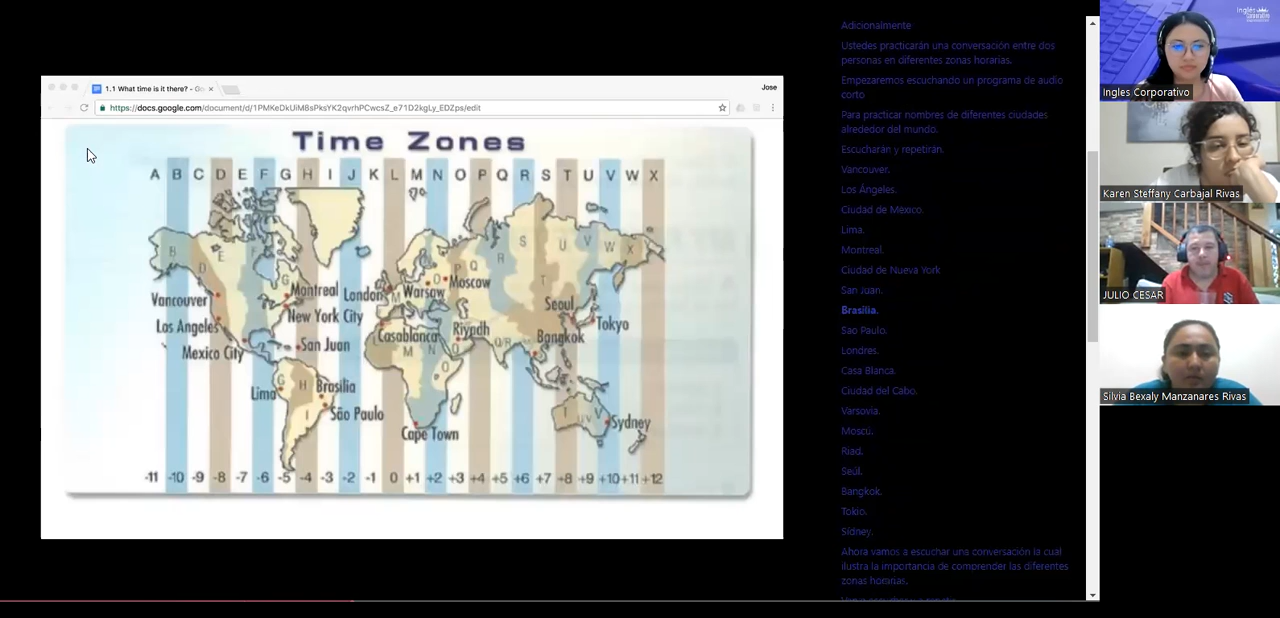 1.1 What time is it there? - Go
Jose
https://docs.google.com/document/d/1PMKeDkUiM8sPksYK2qvrhPCwcsZ_e71D2kgLy_EDZps/edit
Time Zones
A B C D E F G H I J K L M N O P Q R S T U V W X
B D E F G P Q R S T U V W X
Vancouver
Montreal
London
Warsaw
Moscow
Seoul
Los Angeles
New York City
Casablanca
Riyadh
Bangkok
Tokyo
Mexico City
San Juan
Lima
Brasilia
São Paulo
Cape Town
Sydney
-11 -10 -9 -8 -7 -6 -5 -4 -3 -2 -1 0 +1 +2 +3 +4 +5 +6 +7 +8 +9 +10 +11 +12
Adicionalmente
Ustedes practicarán una conversación entre dos
personas en diferentes zonas horarias.
Empezaremos escuchando un programa de audio
corto
Para practicar nombres de diferentes ciudades
alrededor del mundo.
Escucharán y repetirán.
Vancouver.
Los Ángeles.
Ciudad de México.
Lima.
Montreal.
Ciudad de Nueva York
San Juan.
Brasilia.
Sao Paulo.
Londres.
Casa Blanca.
Ciudad del Cabo.
Varsovia.
Moscú.
Riad.
Seúl.
Bangkok.
Tokio.
Sídney.
Ahora vamos a escuchar una conversación la cual
ilustra la importancia de comprender las diferentes
zonas horarias.
Ingles Corporativo
Karen Steffany Carbajal Rivas
JULIO CESAR
Silvia Bexaly Manzanares Rivas